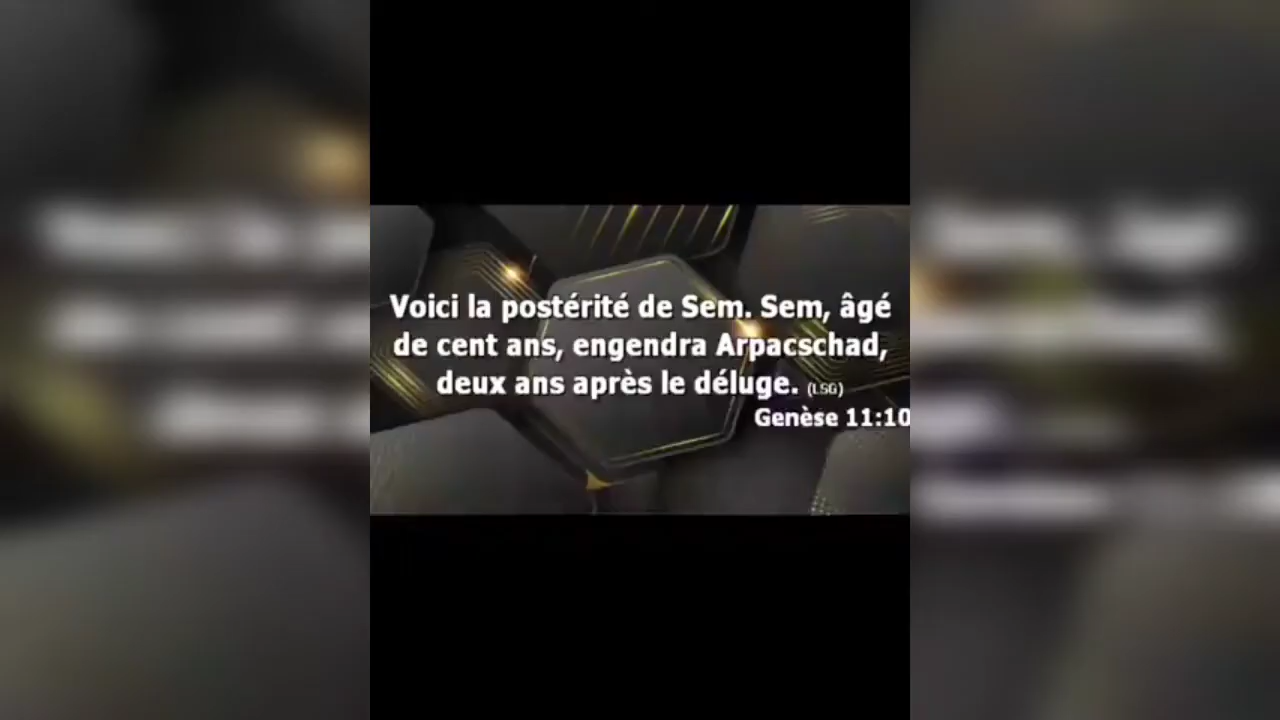 Voici la postérité de Sem. Sem, âgé
de cent ans, engendra Arpacschad,
deux ans après le déluge. (LSG)
Genèse 11:10